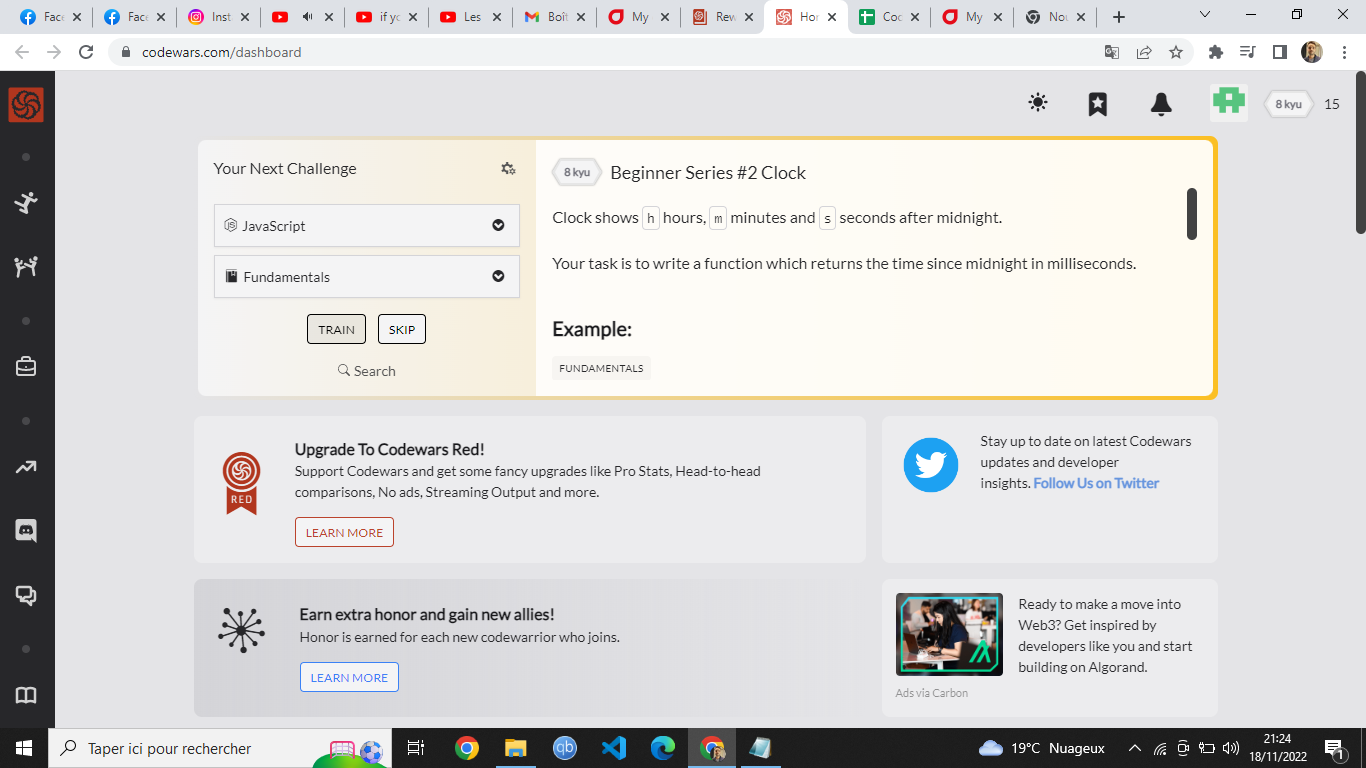 Face
Face
Inst
if yo
Les
Boît
My
Rew
Hor
Coc
My
Nou
codewars.com/dashboard
8 kyu
15
Your Next Challenge
JavaScript
Fundamentals
TRAIN
SKIP
Search
8 kyu
Beginner Series #2 Clock
Clock shows h hours, m minutes and s seconds after midnight.
Your task is to write a function which returns the time since midnight in milliseconds.
Example:
FUNDAMENTALS
RED
Upgrade To Codewars Red!
Support Codewars and get some fancy upgrades like Pro Stats, Head-to-head
comparisons, No ads, Streaming Output and more.
LEARN MORE
Stay up to date on latest Codewars
updates and developer
insights. Follow Us on Twitter
Earn extra honor and gain new allies!
Honor is earned for each new codewarrior who joins.
LEARN MORE
Ready to make a move into
Web3? Get inspired by
developers like you and start
building on Algorand.
Ads via Carbon
Taper ici pour rechercher
qb
19°C Nuageux
21:24
18/11/2022
1